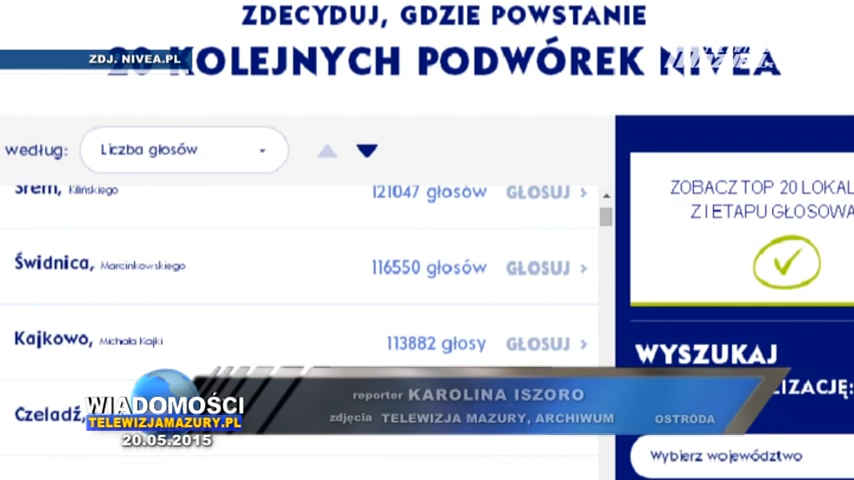 ZDECYDUJ, GDZIE POWSTANIE
20 KOLEJNYCH PODWÓREK NIVEA
ZDJ. NIVEA.PL
według: Liczba głosów
Śrem, Kilińskiego 121047 głosów GŁOSUJ
Świdnica, Marcinkowskiego 116550 głosów GŁOSUJ
Kajkowo, Michała Kajki 113882 głosy GŁOSUJ
Czeladź,
ZOBACZ TOP 20 LOKAL
Z I ETAPU GŁOSOWA
WYSZUKAJ
LIZACJĘ:
Wybierz województwo
reporter KAROLINA ISZORO
zdjęcia TELEWIZJA MAZURY, ARCHIWUM OSTRÓDA
WIADOMOŚCI
TELEWIZJAMAZURY.PL
20.05.2015